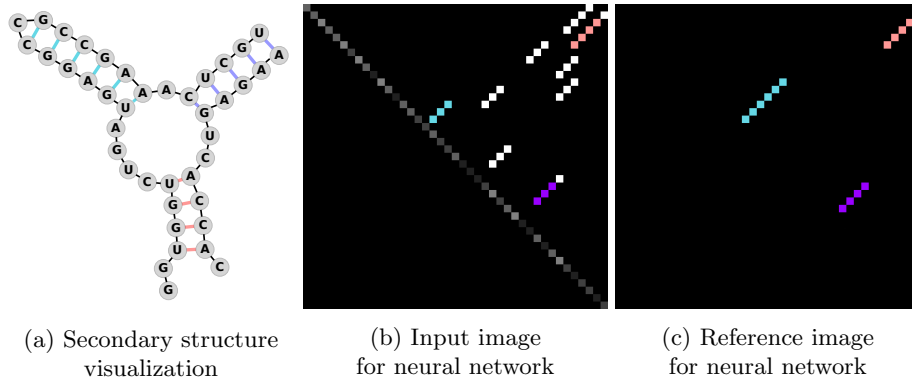 C G C U
C C G
G G A
G A A U C A
G A A C G
U G A
A G
G U
U C
C U A
G C
G C
U A
G C
G
(a) Secondary structure
visualization
(b) Input image
for neural network
(c) Reference image
for neural network